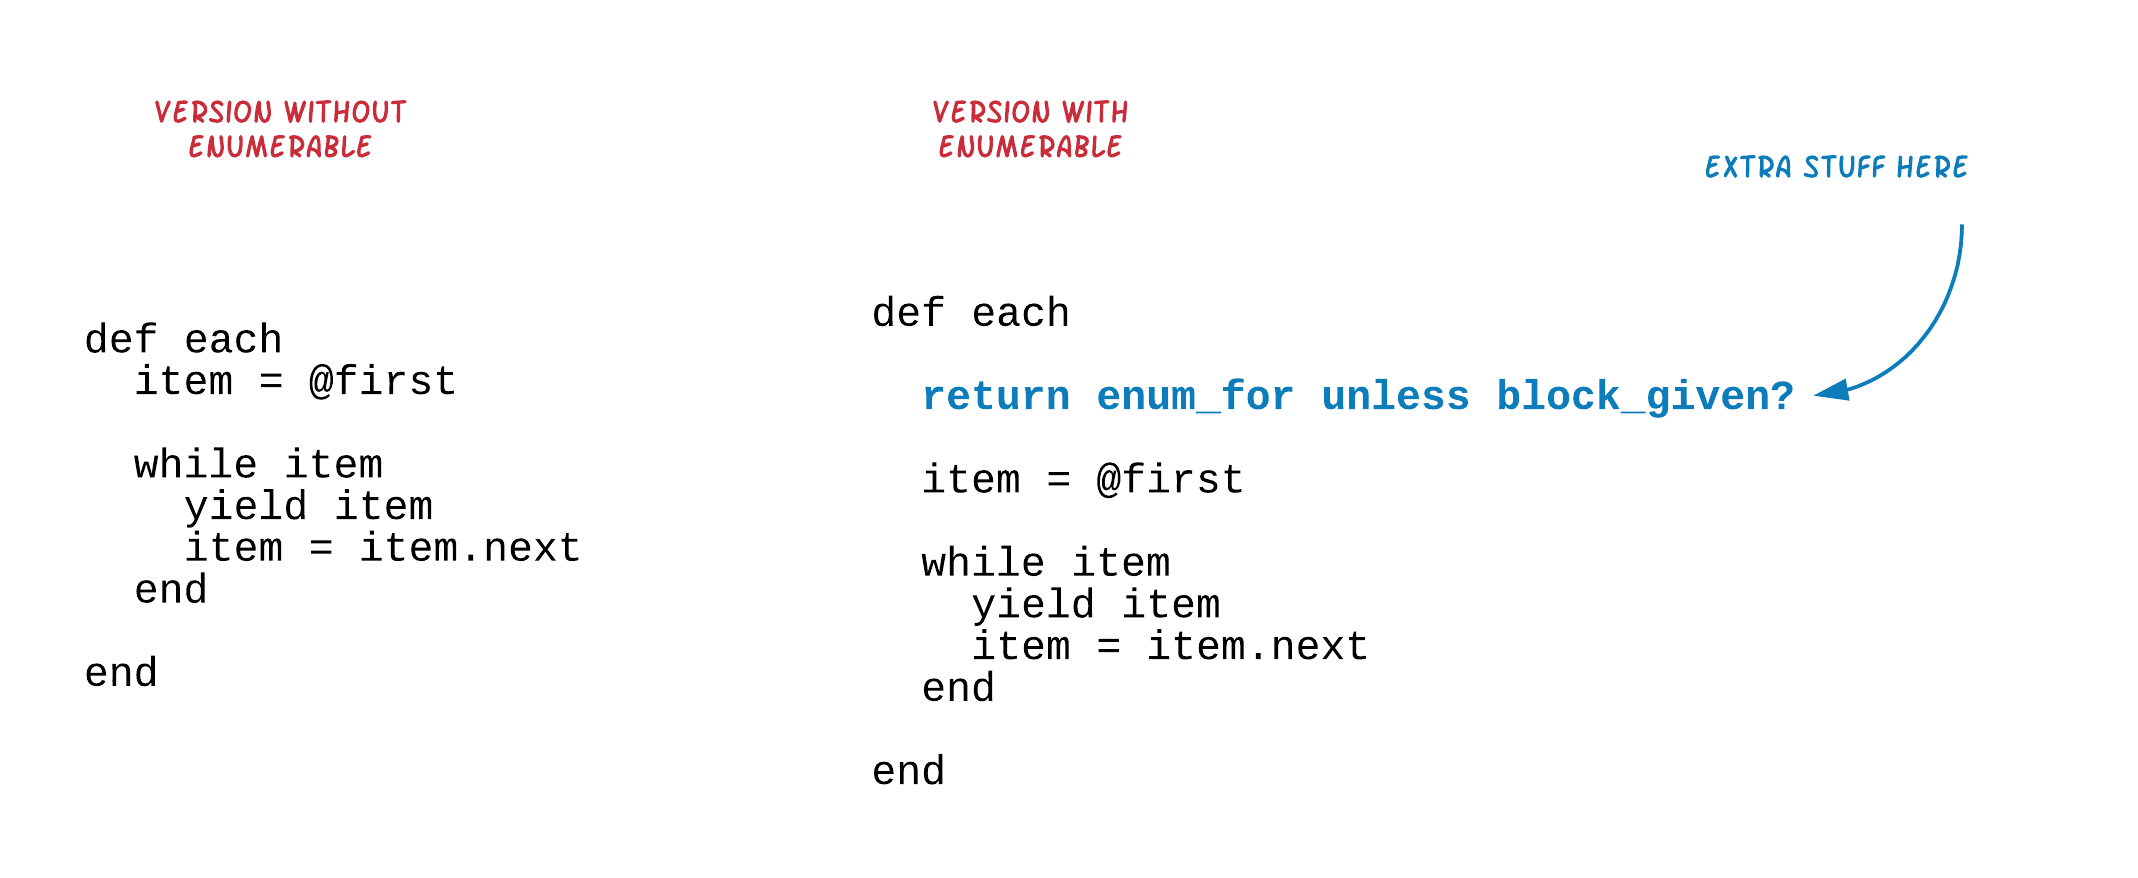 VERSION WITHOUT
ENUMERABLE
def each
  item = @first
  while item
    yield item
    item = item.next
  end
end
VERSION WITH
ENUMERABLE
EXTRA STUFF HERE
def each
  return enum_for unless block_given?
  item = @first
  while item
    yield item
    item = item.next
  end
end